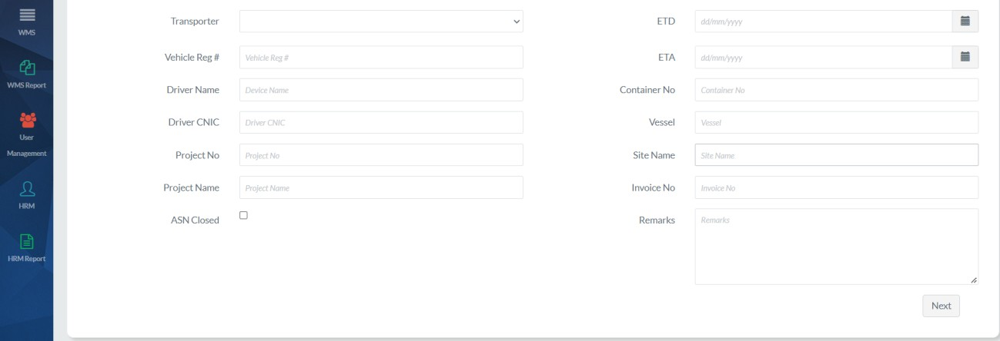 WMS
WMS Report
User
Management
HRM
HRM Report
Transporter
Vehicle Reg # Vehicle Reg #
Driver Name Device Name
Driver CNIC Driver CNIC
Project No Project No
Project Name Project Name
ASN Closed
ETD dd/mm/yyyy
ETA dd/mm/yyyy
Container No Container No
Vessel Vessel
Site Name Site Name
Invoice No Invoice No
Remarks Remarks
Next